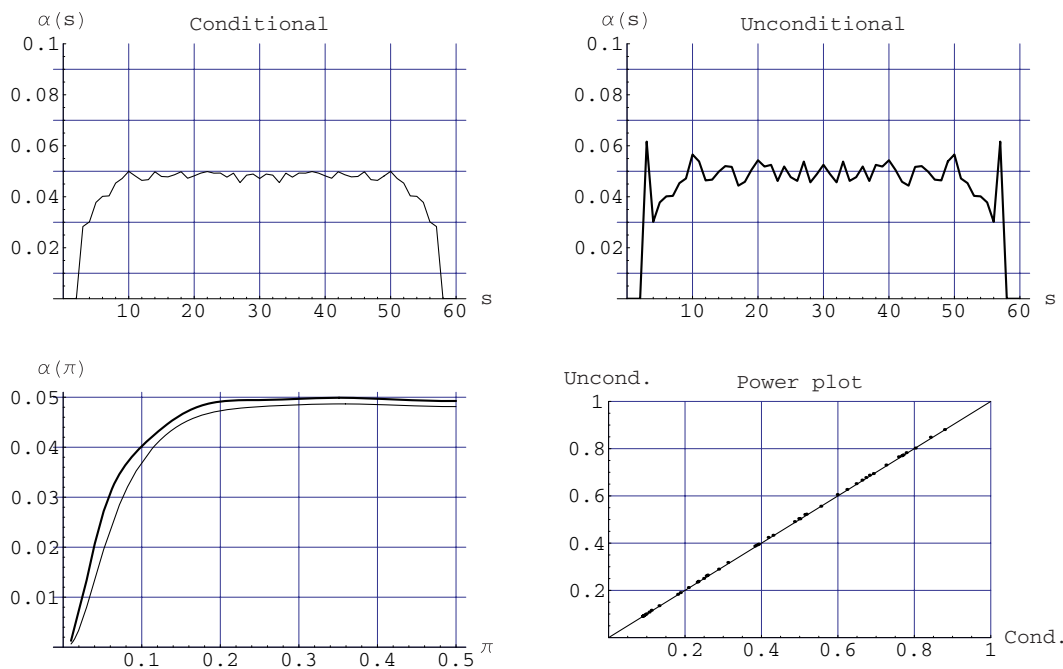 α(s) Conditional
0.1
0.08
0.06
0.04
0.02
10 20 30 40 50 60 s
α(s) Unconditional
0.1
0.08
0.06
0.04
0.02
10 20 30 40 50 60 s
α(π)
0.05
0.04
0.03
0.02
0.01
0.1 0.2 0.3 0.4 0.5 π
Uncond. Power plot
1
0.8
0.6
0.4
0.2
0.2 0.4 0.6 0.8 1 Cond.